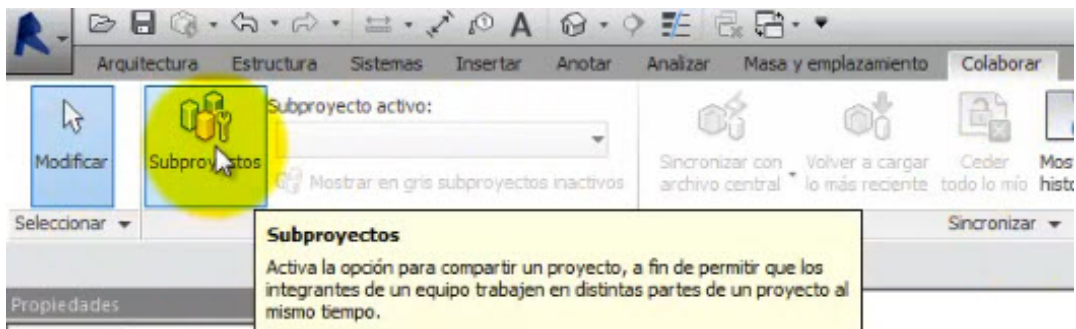 Arquitectura Estructura Sistemas Insertar Anotar Analizar Masa y emplazamiento Colaborar
Modificar
Subproyectos
Subproyecto activo:
Mostrar en gris subproyectos inactivos
Sincronizar con
archivo central
Volver a cargar
lo más reciente
Ceder
todo lo mío
Seleccionar
Sincronizar
Subproyectos
Activa la opción para compartir un proyecto, a fin de permitir que los
integrantes de un equipo trabajen en distintas partes de un proyecto al
mismo tiempo.
Propiedades